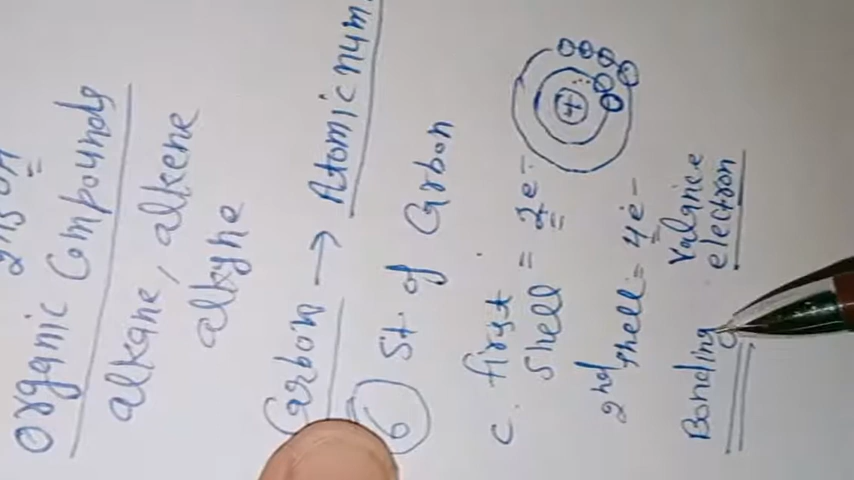 organic Compounds
alkane, alkene
alkyne
Carbon → Atomic num.
6 St. of Carbon
+
C. first
Shell = 2e-
2nd shell = 4e-
Bonding Valance
electron